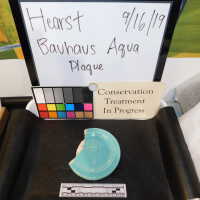 Hearst 9/16/19
Bauhaus Aqua
Plaque
Conservation
Treatment
In Progress